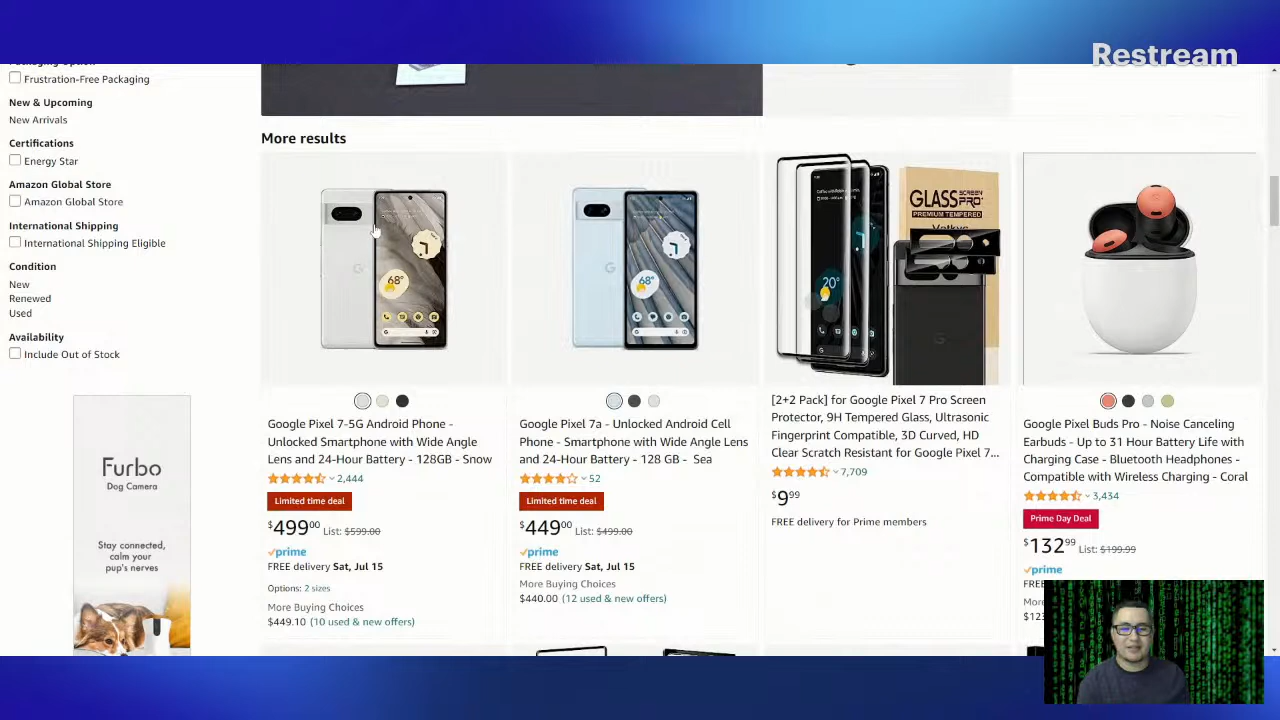 Restream
Frustration-Free Packaging
New & Upcoming
New Arrivals
Certifications
Energy Star
Amazon Global Store
Amazon Global Store
International Shipping
International Shipping Eligible
Condition
New
Renewed
Used
Availability
Include Out of Stock
Furbo
Dog Camera
Stay connected,
calm your
pup's nerves
More results
68°
Google Pixel 7-5G Android Phone -
Unlocked Smartphone with Wide Angle
Lens and 24-Hour Battery - 128GB - Snow
2,444
Limited time deal
$499.00 List: $599.00
prime
FREE delivery Sat, Jul 15
Options: 2 sizes
More Buying Choices
$449.10 (10 used & new offers)
68°
Google Pixel 7a - Unlocked Android Cell
Phone - Smartphone with Wide Angle Lens
and 24-Hour Battery - 128 GB - Sea
52
Limited time deal
$449.00 List: $499.00
prime
FREE delivery Sat, Jul 15
More Buying Choices
$440.00 (12 used & new offers)
20°
GLASS SCREEN
PRO+
PREMIUM TEMPERED
[2+2 Pack] for Google Pixel 7 Pro Screen
Protector, 9H Tempered Glass, Ultrasonic
Fingerprint Compatible, 3D Curved, HD
Clear Scratch Resistant for Google Pixel 7...
7,709
$9.99
FREE delivery for Prime members
Google Pixel Buds Pro - Noise Canceling
Earbuds - Up to 31 Hour Battery Life with
Charging Case - Bluetooth Headphones -
Compatible with Wireless Charging - Coral
3,434
Prime Day Deal
$132.99 List: $199.99
prime